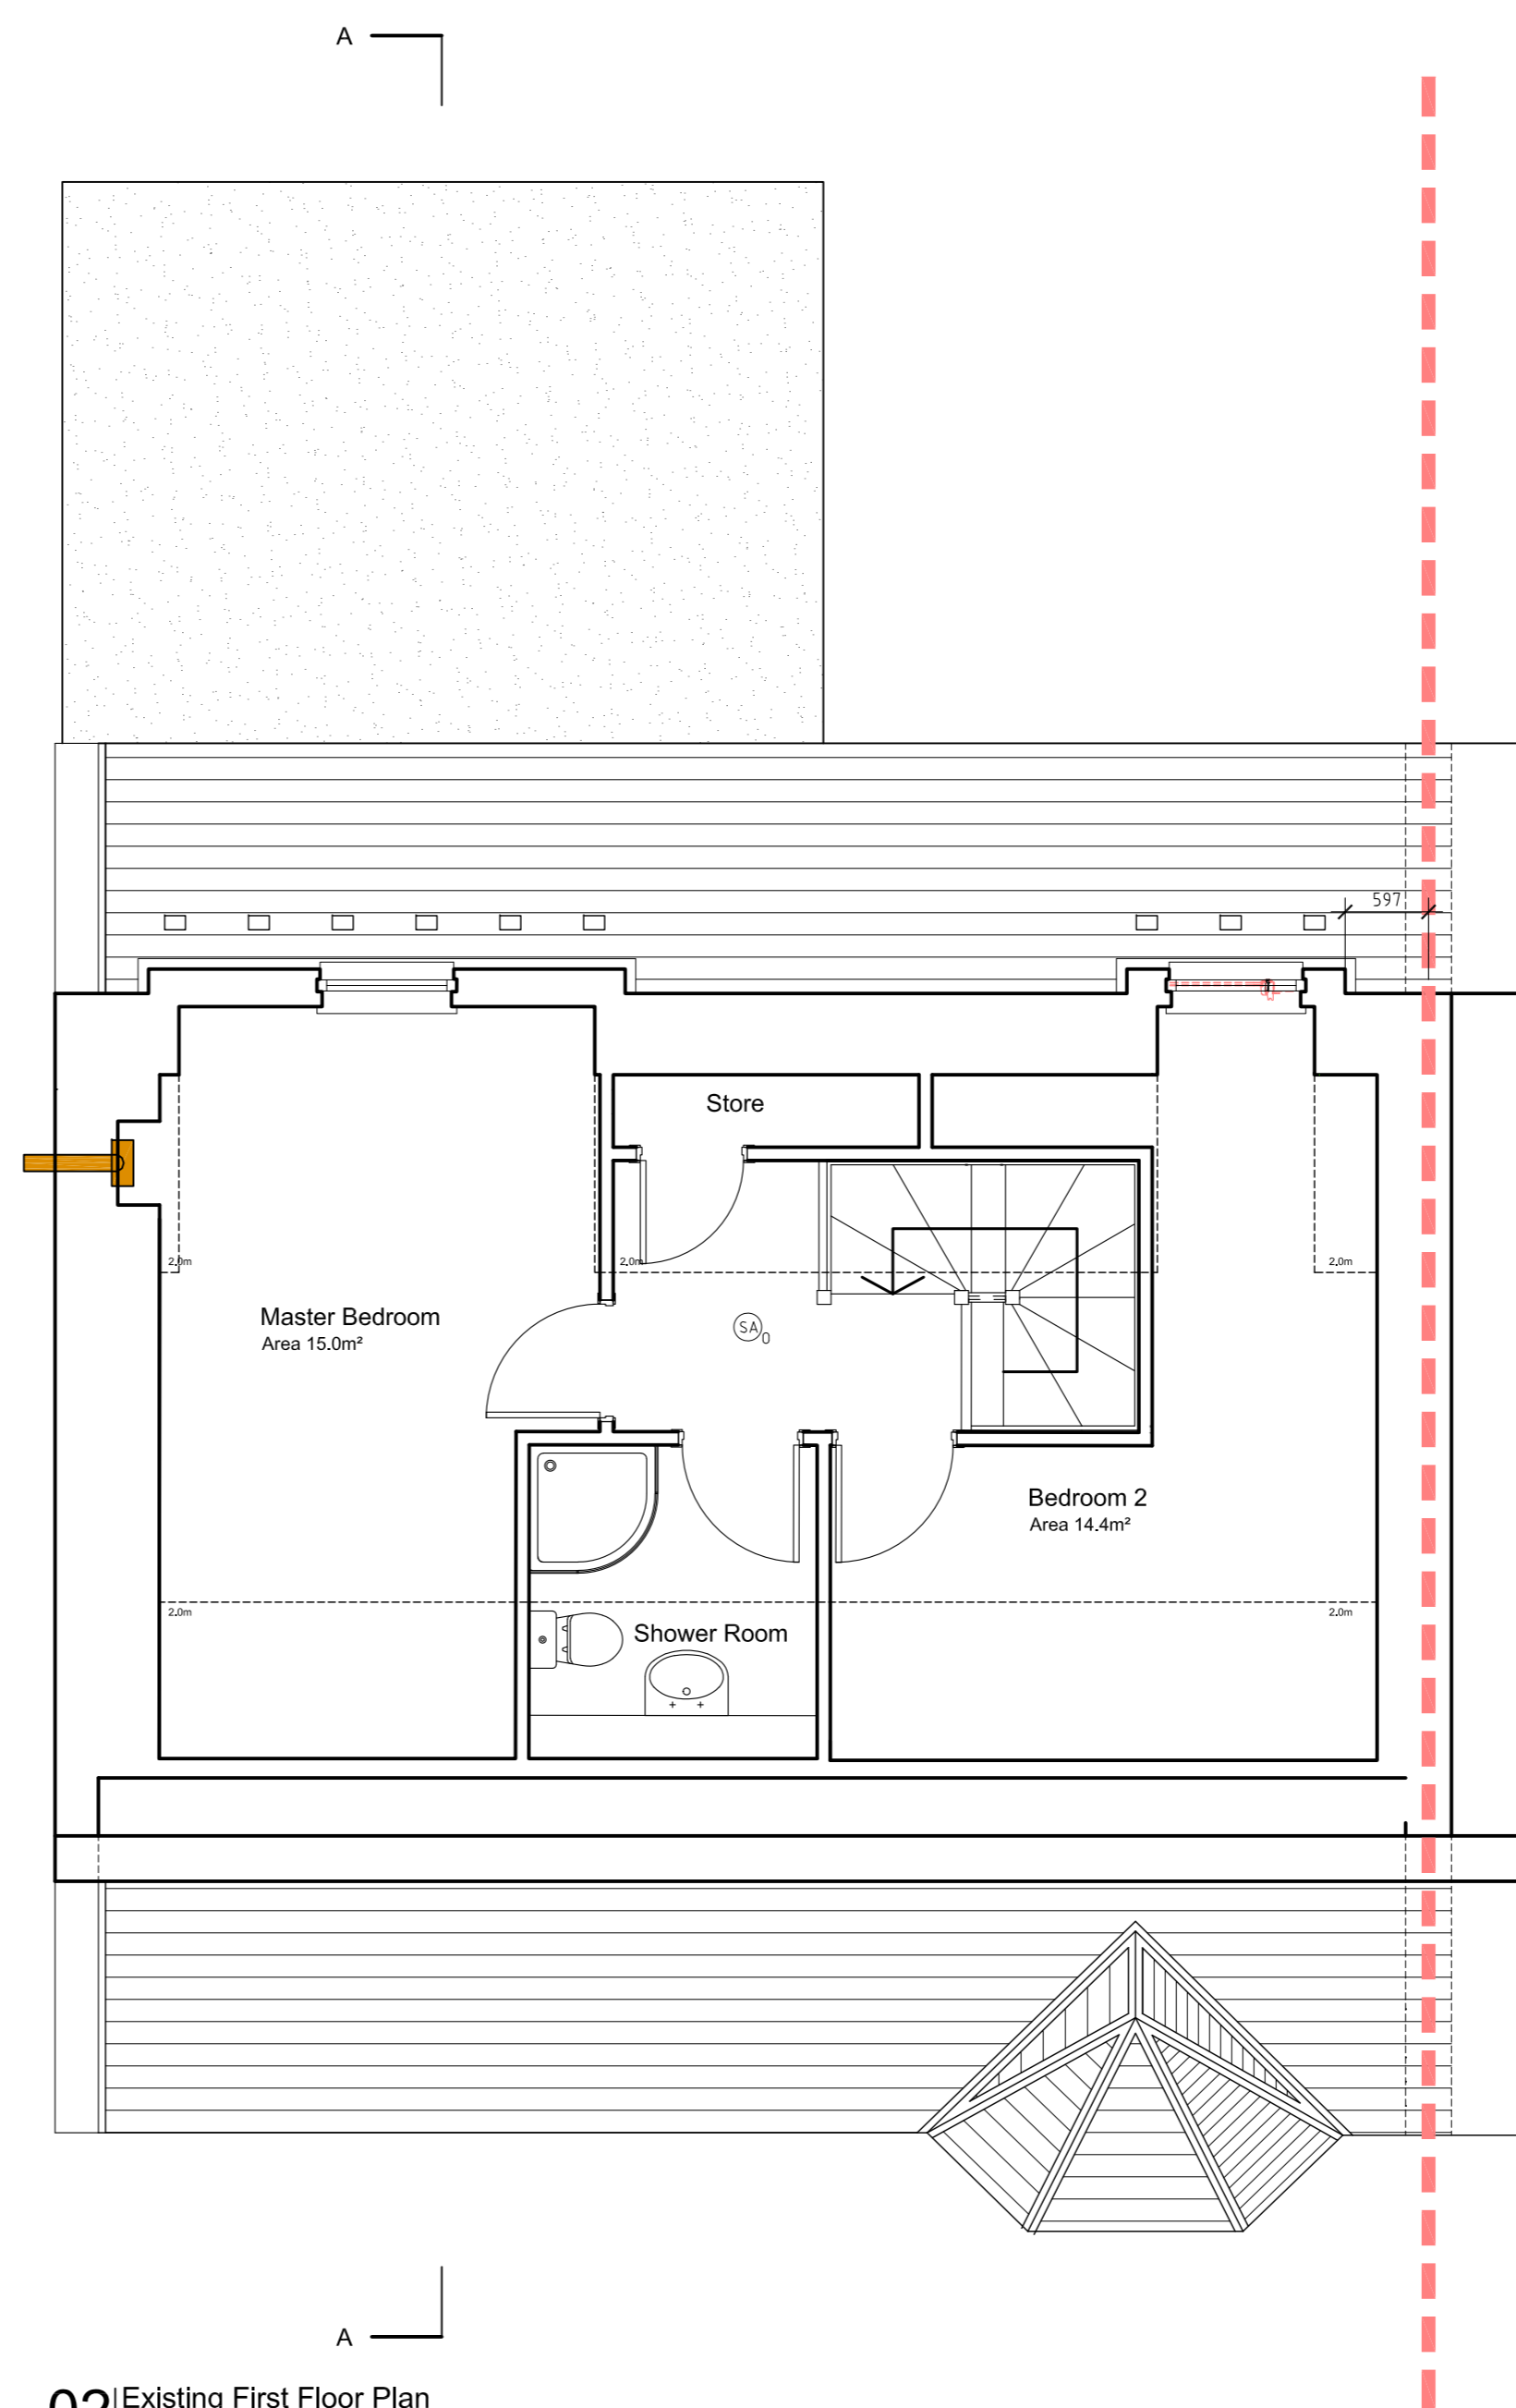 A
597
Store
2.0m
2.0m
2.0m
Master Bedroom
Area 15.0m²
SA
0
Bedroom 2
Area 14.4m²
2.0m
2.0m
Shower Room
A
02 Existing First Floor Plan